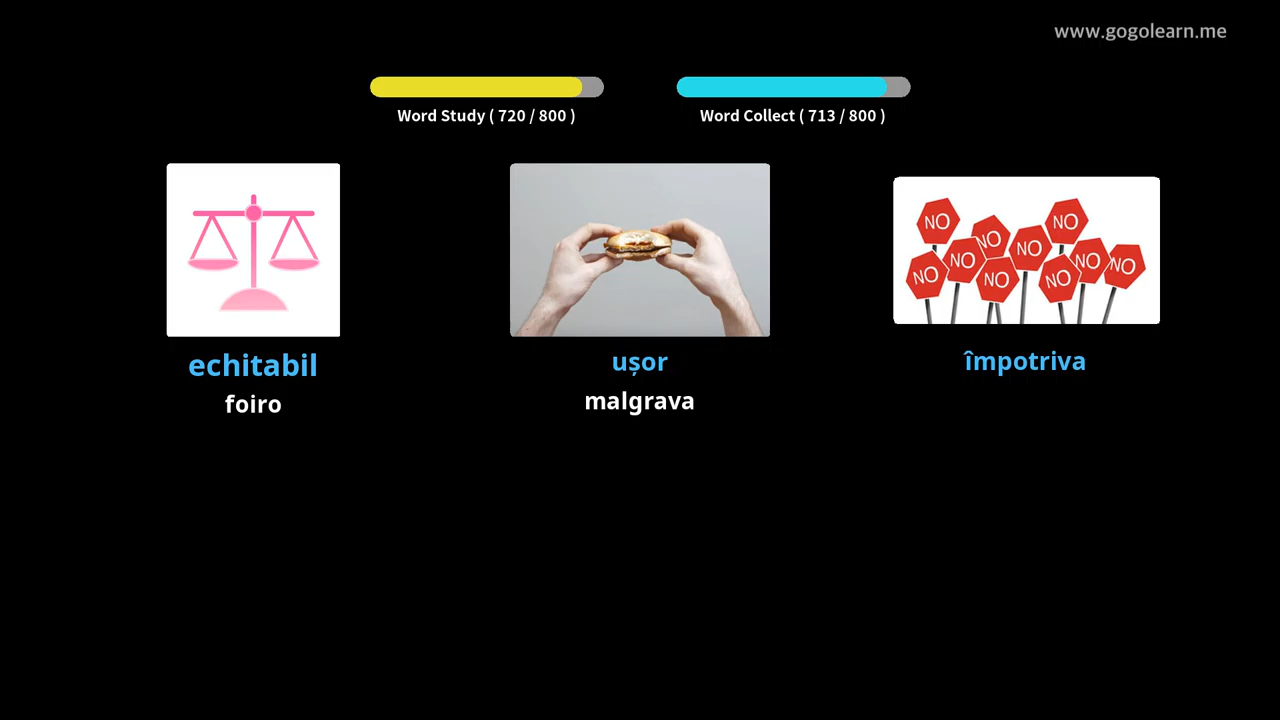 www.gogolearn.me
Word Study ( 720 / 800 )
Word Collect ( 713 / 800 )
NO
NO
NO
NO
NO
NO
NO
NO
NO
NO
echitabil
foiro
ușor
malgrava
împotriva